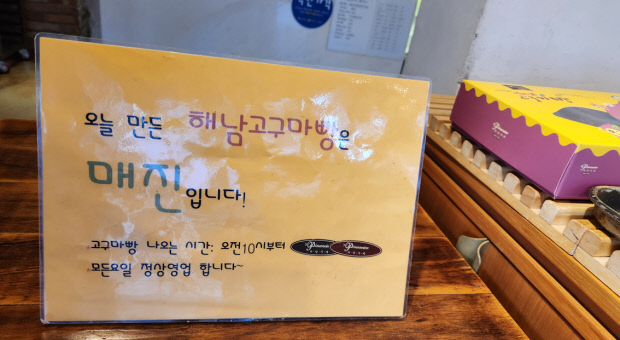 오늘 만든 해남고구마빵은
매진입니다!
고구마빵 나오는 시간: 오전10시부터
모든요일 정상영업 합니다~